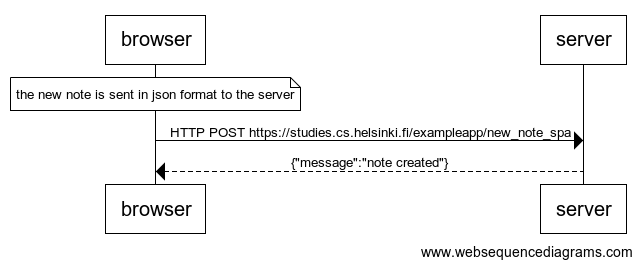 browser
server
the new note is sent in json format to the server
HTTP POST https://studies.cs.helsinki.fi/exampleapp/new_note_spa
{"message":"note created"}
browser
server
www.websequencediagrams.com